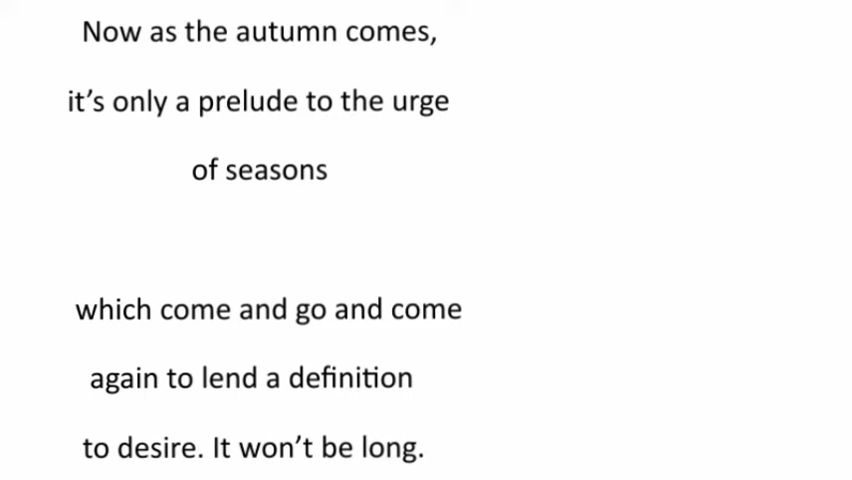 Now as the autumn comes,
it’s only a prelude to the urge
of seasons
which come and go and come
again to lend a definition
to desire. It won’t be long.